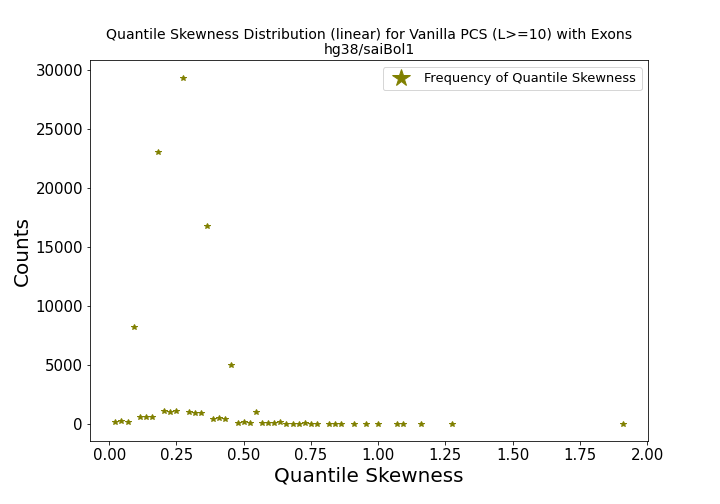 Quantile Skewness Distribution (linear) for Vanilla PCS (L>=10) with Exons
hg38/saiBol1
Frequency of Quantile Skewness
30000
25000
20000
15000
10000
5000
0
Counts
0.00 0.25 0.50 0.75 1.00 1.25 1.50 1.75 2.00
Quantile Skewness